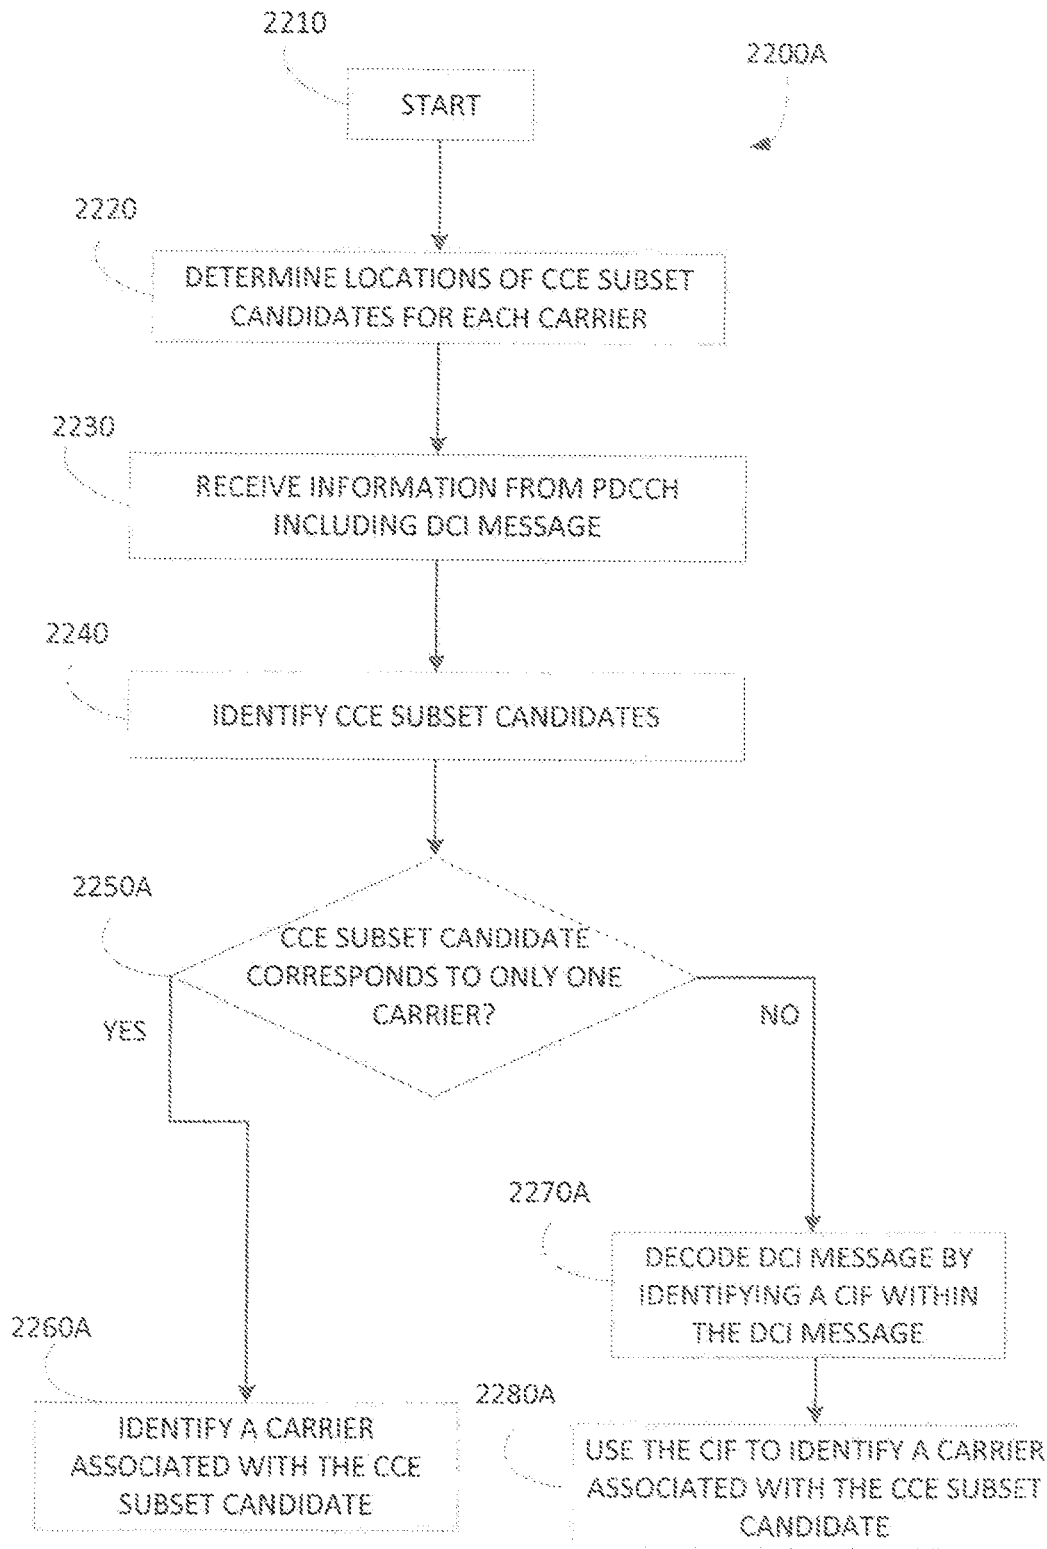 2210
2200A
START
2220
DETERMINE LOCATIONS OF CCE SUBSET
CANDIDATES FOR EACH CARRIER
2230
RECEIVE INFORMATION FROM PDCCH
INCLUDING DCI MESSAGE
2240
IDENTIFY CCE SUBSET CANDIDATES
2250A
CCE SUBSET CANDIDATE
CORRESPONDS TO ONLY ONE
CARRIER?
YES
NO
2270A
DECODE DCI MESSAGE BY
IDENTIFYING A CIF WITHIN
THE DCI MESSAGE
2260A
IDENTIFY A CARRIER
ASSOCIATED WITH THE CCE
SUBSET CANDIDATE
2280A
USE THE CIF TO IDENTIFY A CARRIER
ASSOCIATED WITH THE CCE SUBSET
CANDIDATE